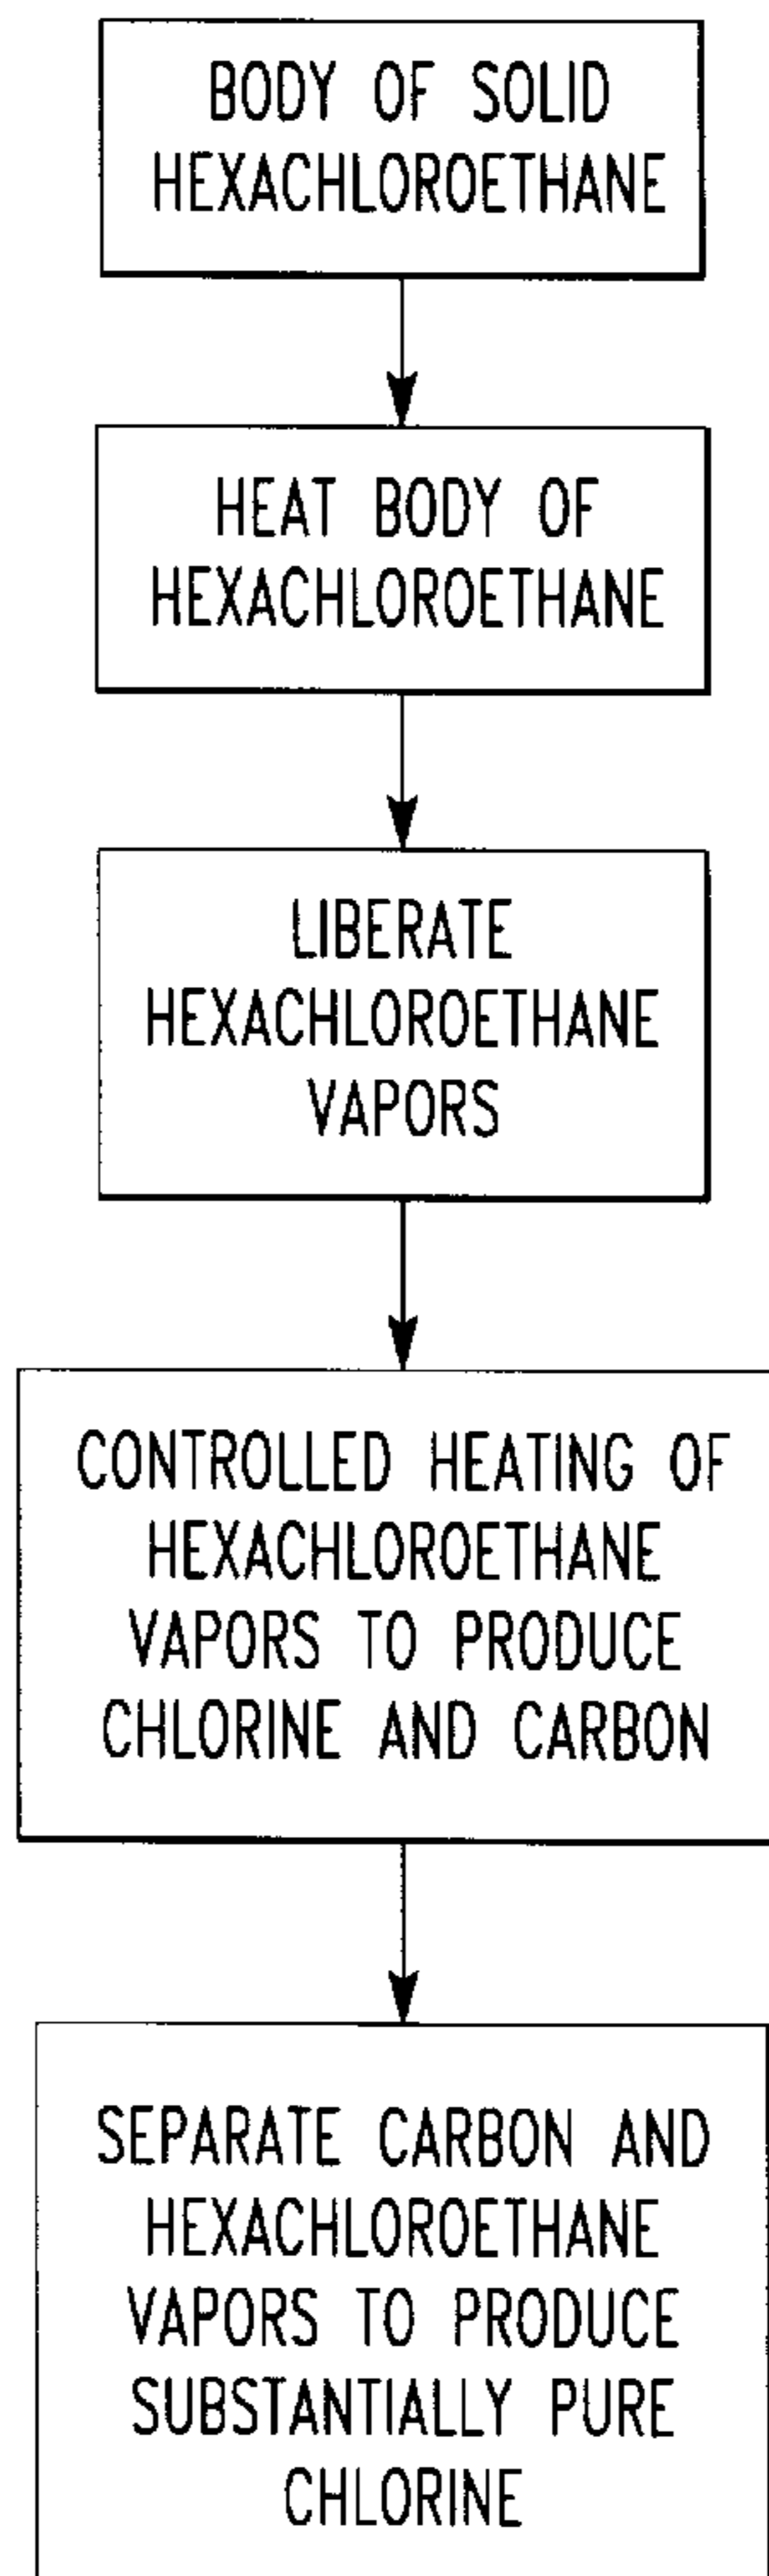 BODY OF SOLID
HEXACHLOROETHANE
HEAT BODY OF
HEXACHLOROETHANE
LIBERATE
HEXACHLOROETHANE
VAPORS
CONTROLLED HEATING OF
HEXACHLOROETHANE
VAPORS TO PRODUCE
CHLORINE AND CARBON
SEPARATE CARBON AND
HEXACHLOROETHANE
VAPORS TO PRODUCE
SUBSTANTIALLY PURE
CHLORINE